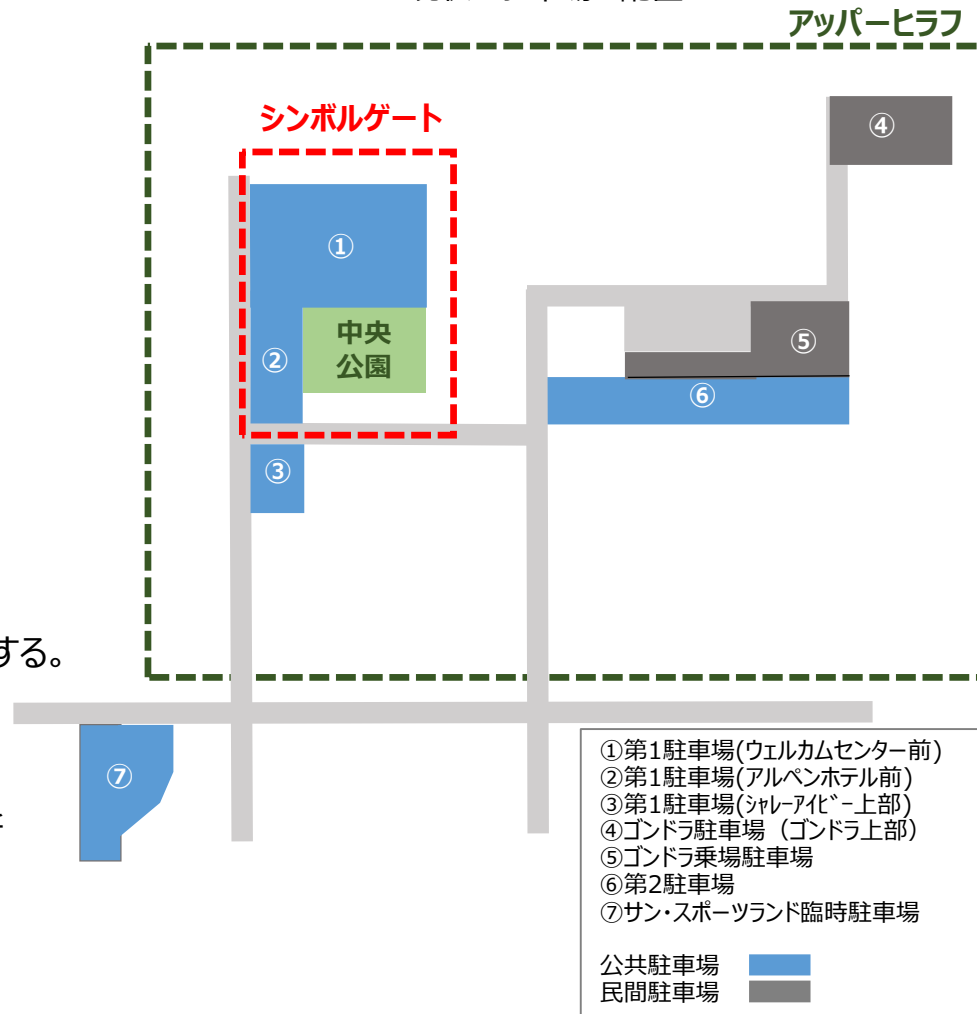 アッパーヒラフ
シンボルゲート
④
①
中央
公園
②
⑤
⑥
③
する。
⑦
①第1駐車場(ウェルカムセンター前)
②第1駐車場(アルペンホテル前)
③第1駐車場(ｼｬﾚｰｱｲﾋﾞｰ上部)
④ゴンドラ駐車場（ゴンドラ上部）
⑤ゴンドラ乗場駐車場
⑥第2駐車場
⑦サン・スポーツランド臨時駐車場
公共駐車場
民間駐車場